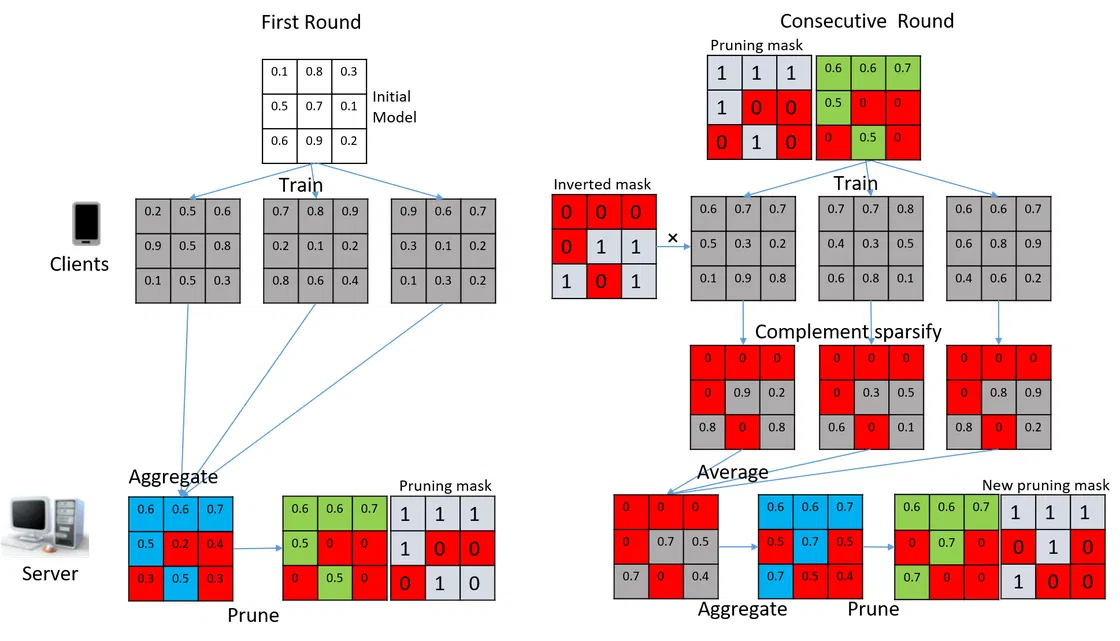 First Round
0.1 0.8 0.3
0.5 0.7 0.1
0.6 0.9 0.2
Initial
Model
Train
Clients
0.2 0.5 0.6
0.9 0.5 0.8
0.1 0.5 0.3
0.7 0.8 0.9
0.2 0.1 0.2
0.8 0.6 0.4
0.9 0.6 0.7
0.3 0.1 0.2
0.1 0.3 0.2
Aggregate
Server
0.6 0.6 0.7
0.5 0.2 0.4
0.3 0.5 0.3
0.6 0.6 0.7
0.5 0 0
0 0.5 0
Pruning mask
1 1 1
1 0 0
0 1 0
Prune
Consecutive Round
Pruning mask
1 1 1
1 0 0
0 1 0
0.6 0.6 0.7
0.5 0 0
0 0.5 0
Train
Inverted mask
0 0 0
0 1 1
1 0 1
×
0.6 0.7 0.7
0.5 0.3 0.2
0.1 0.9 0.8
0.7 0.7 0.8
0.4 0.3 0.5
0.6 0.8 0.1
0.6 0.6 0.7
0.6 0.8 0.9
0.4 0.6 0.2
Complement sparsify
0 0 0
0 0.9 0.2
0.8 0 0.8
0 0 0
0 0.3 0.5
0.6 0 0.1
0 0 0
0 0.8 0.9
0.8 0 0.2
Average
0 0 0
0 0.7 0.5
0.7 0 0.4
0.6 0.6 0.7
0.5 0.7 0.5
0.7 0.5 0.4
0.6 0.6 0.7
0 0.7 0
0.7 0 0
New pruning mask
1 1 1
0 1 0
1 0 0
Aggregate
Prune